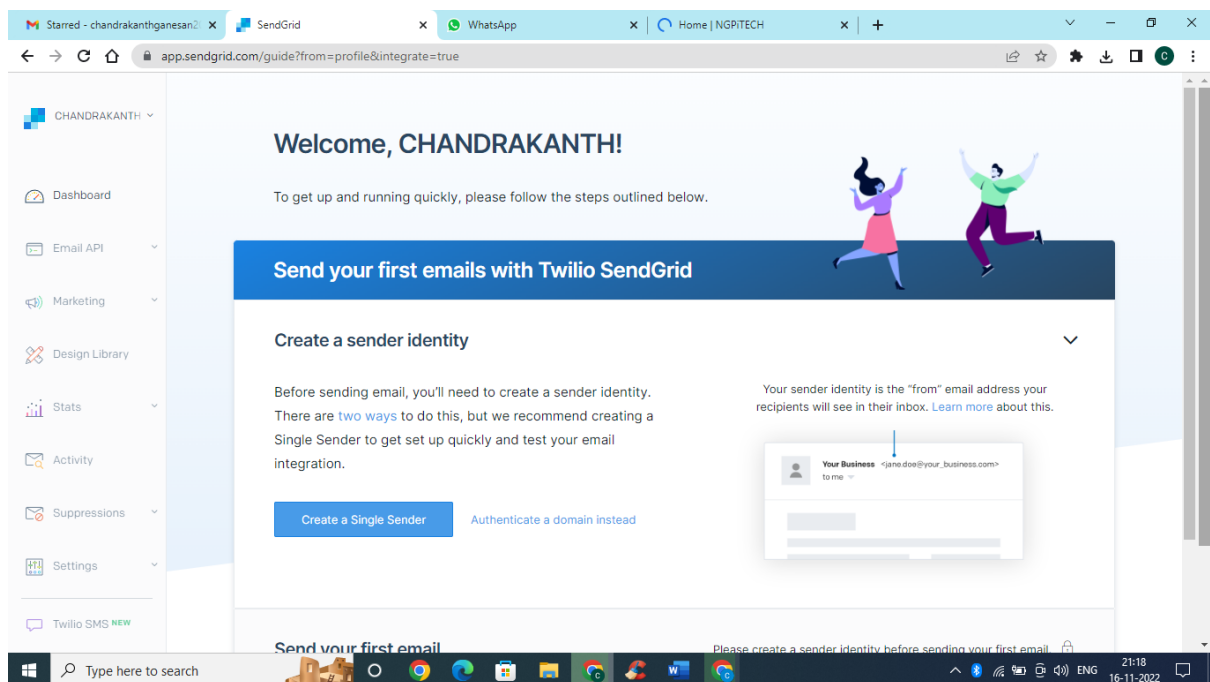 Starred - chandrakanthganesan2
SendGrid
WhatsApp
Home | NGPiTECH
app.sendgrid.com/guide?from=profile&integrate=true
C
CHANDRAKANTH
Dashboard
Email API
Marketing
Design Library
Stats
Activity
Suppressions
Settings
Twilio SMS NEW
Welcome, CHANDRAKANTH!
To get up and running quickly, please follow the steps outlined below.
Send your first emails with Twilio SendGrid
Create a sender identity
Before sending email, you'll need to create a sender identity.
There are two ways to do this, but we recommend creating a
Single Sender to get set up quickly and test your email
integration.
Create a Single Sender
Authenticate a domain instead
Your sender identity is the "from" email address your
recipients will see in their inbox. Learn more about this.
Your Business <jane.doe@your_business.com>
to me
Send your first email
Please create a sender identity before sending your first email.
Type here to search
ENG
21:18
16-11-2022